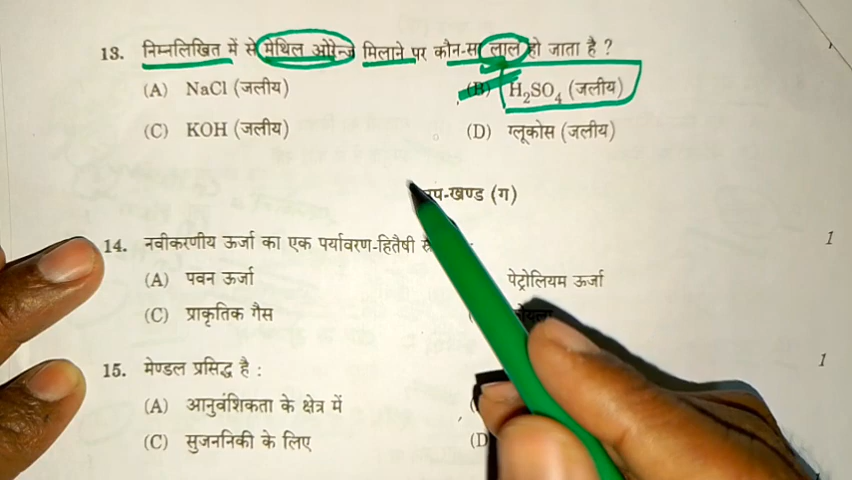 13. निम्नलिखित में से मेथिल ऑरेन्ज मिलाने पर कौन-सा लाल हो जाता है ?
(A) NaCl (जलीय) (B) H₂SO₄ (जलीय)
(C) KOH (जलीय) (D) ग्लूकोस (जलीय)
उप-खण्ड (ग)
14. नवीकरणीय ऊर्जा का एक पर्यावरण-हितैषी 1
(A) पवन ऊर्जा पेट्रोलियम ऊर्जा
(C) प्राकृतिक गैस कोयला
15. मेण्डल प्रसिद्ध है : 1
(A) आनुवंशिकता के क्षेत्र में
(C) सुजननिकी के लिए (D